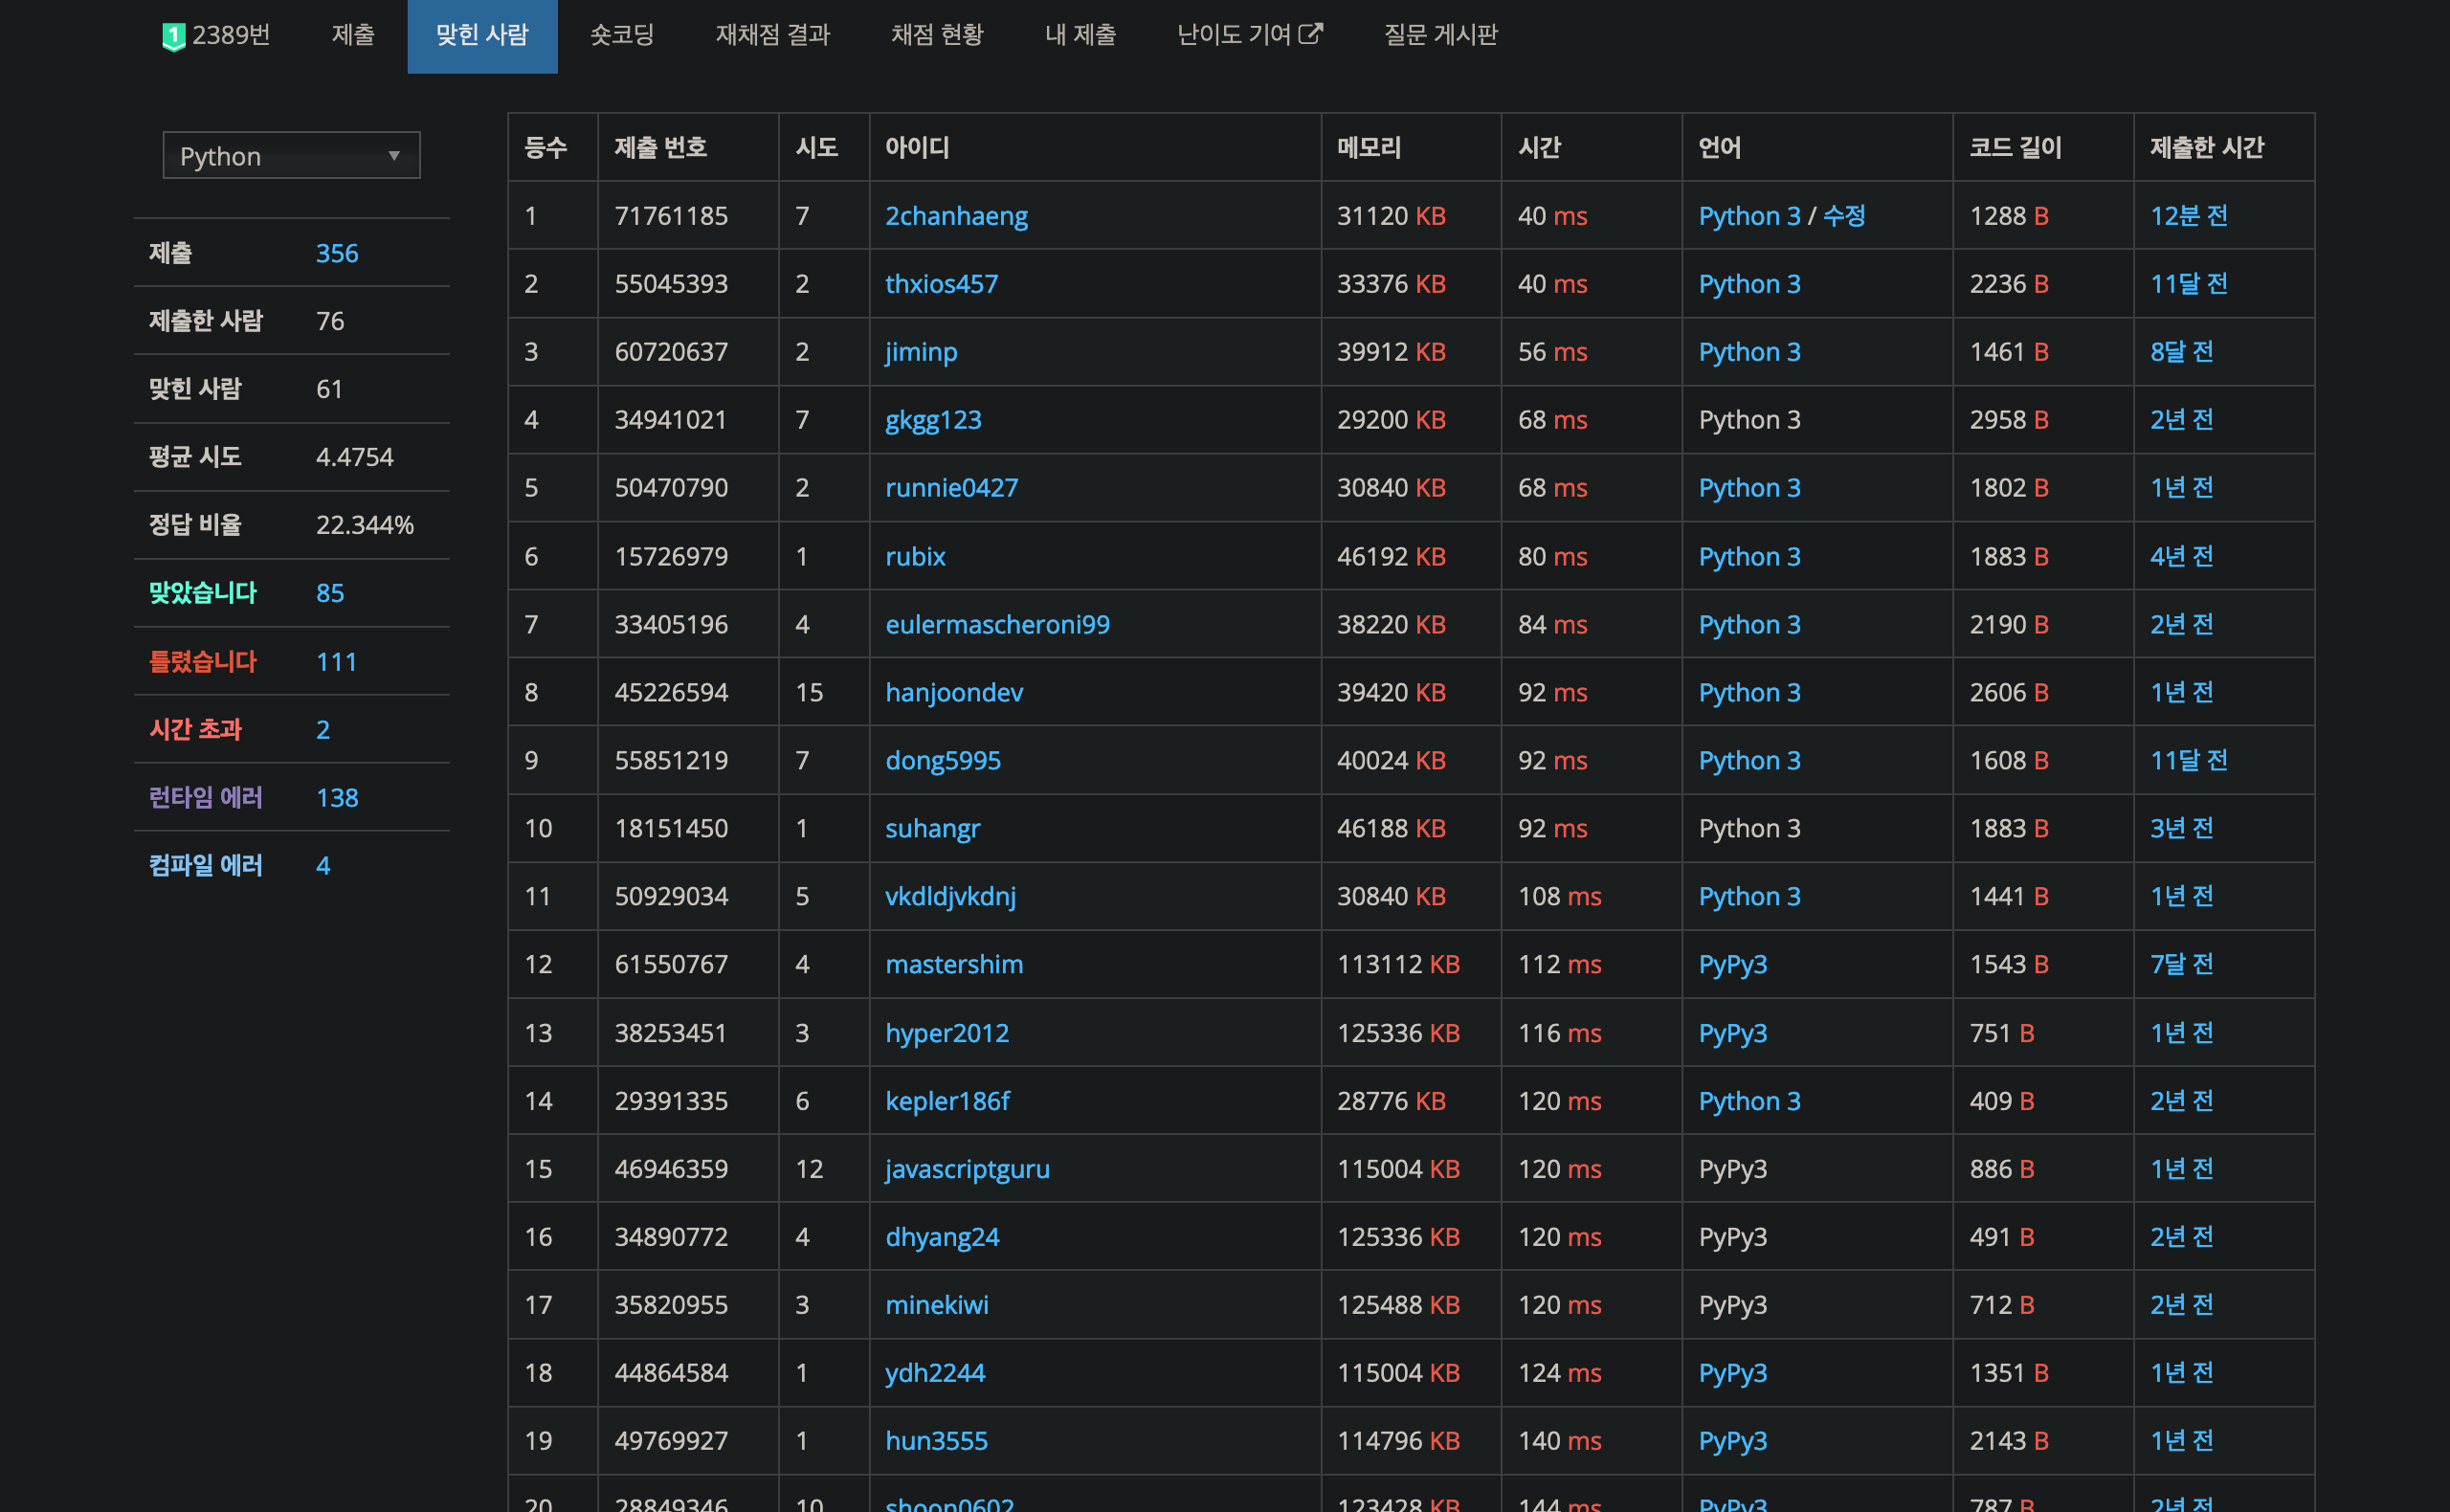 1 2389번 제출 맞힌 사람 숏코딩 재채점 결과 채점 현황 내 제출 난이도 기여 질문 게시판
Python
제출 356
제출한 사람 76
맞힌 사람 61
평균 시도 4.4754
정답 비율 22.344%
맞았습니다 85
틀렸습니다 111
시간 초과 2
런타임 에러 138
컴파일 에러 4
등수 제출 번호 시도 아이디 메모리 시간 언어 코드 길이 제출한 시간
1 71761185 7 2chanhaeng 31120 KB 40 ms Python 3 / 수정 1288 B 12분 전
2 55045393 2 thxios457 33376 KB 40 ms Python 3 2236 B 11달 전
3 60720637 2 jiminp 39912 KB 56 ms Python 3 1461 B 8달 전
4 34941021 7 gkgg123 29200 KB 68 ms Python 3 2958 B 2년 전
5 50470790 2 runnie0427 30840 KB 68 ms Python 3 1802 B 1년 전
6 15726979 1 rubix 46192 KB 80 ms Python 3 1883 B 4년 전
7 33405196 4 eulermascheroni99 38220 KB 84 ms Python 3 2190 B 2년 전
8 45226594 15 hanjoondev 39420 KB 92 ms Python 3 2606 B 1년 전
9 55851219 7 dong5995 40024 KB 92 ms Python 3 1608 B 11달 전
10 18151450 1 suhangr 46188 KB 92 ms Python 3 1883 B 3년 전
11 50929034 5 vkdldjvkdnj 30840 KB 108 ms Python 3 1441 B 1년 전
12 61550767 4 mastershim 113112 KB 112 ms PyPy3 1543 B 7달 전
13 38253451 3 hyper2012 125336 KB 116 ms PyPy3 751 B 1년 전
14 29391335 6 kepler186f 28776 KB 120 ms Python 3 409 B 2년 전
15 46946359 12 javascriptguru 115004 KB 120 ms PyPy3 886 B 1년 전
16 34890772 4 dhyang24 125336 KB 120 ms PyPy3 491 B 2년 전
17 35820955 3 minekiwi 125488 KB 120 ms PyPy3 712 B 2년 전
18 44864584 1 ydh2244 115004 KB 124 ms PyPy3 1351 B 1년 전
19 49769927 1 hun3555 114796 KB 140 ms PyPy3 2143 B 1년 전
20 28849346 10 shoon0602 123428 KB 144 ms PyPy3 787 B 2년 전